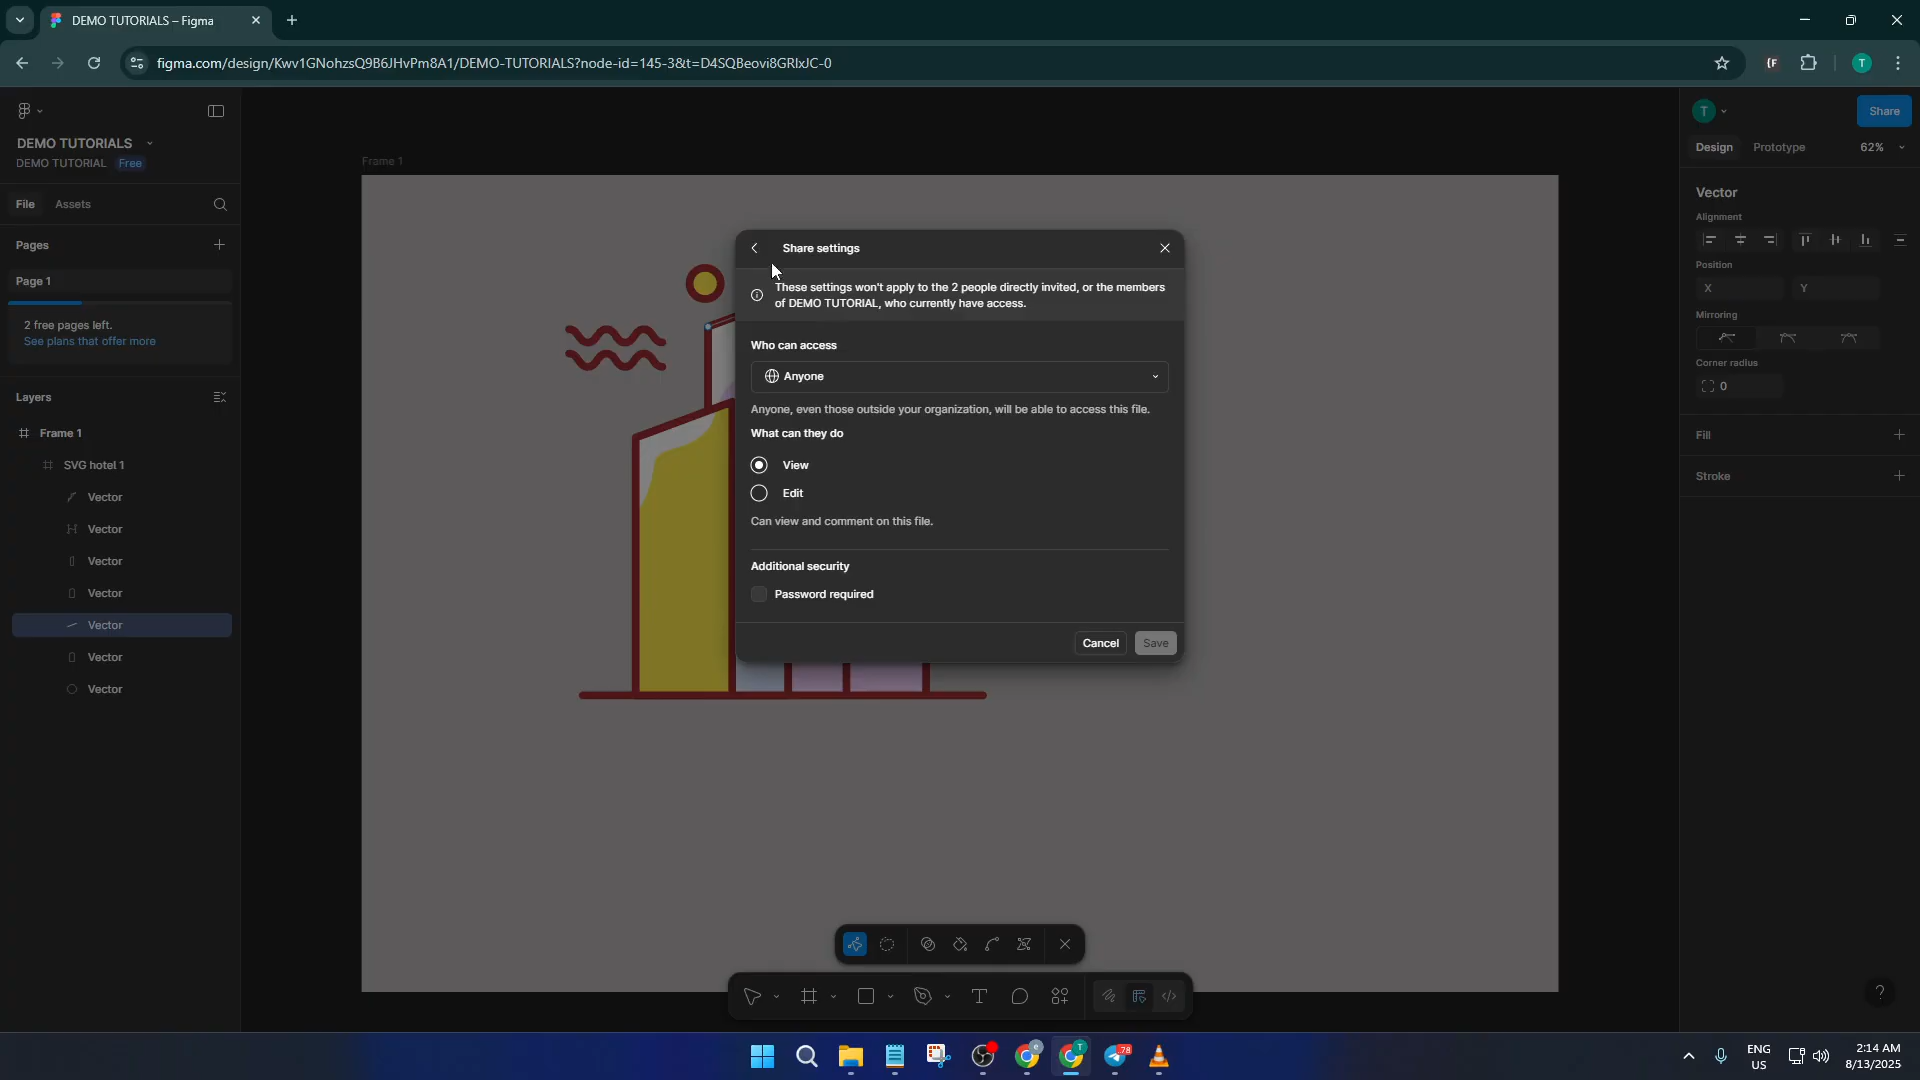 DEMO TUTORIALS – Figma
figma.com/design/Kwv1GNohzsQ9B6JHvPm8A1/DEMO-TUTORIALS?node-id=145-3&t=D4SQBeovi8GRlxJC-0
T
DEMO TUTORIALS
DEMO TUTORIAL Free
File Assets
Pages
Page 1
2 free pages left.
See plans that offer more
Layers
Frame 1
SVG hotel 1
Vector
Vector
Vector
Vector
Vector
Vector
Vector
Frame 1
Share settings
These settings won't apply to the 2 people directly invited, or the members
of DEMO TUTORIAL, who currently have access.
Who can access
Anyone
Anyone, even those outside your organization, will be able to access this file.
What can they do
View
Edit
Can view and comment on this file.
Additional security
Password required
Cancel Save
T Share
Design Prototype 62%
Vector
Alignment
Position
X Y
Mirroring
Corner radius
0
Fill
Stroke
?
e
T
78
ENG
US
2:14 AM
8/13/2025